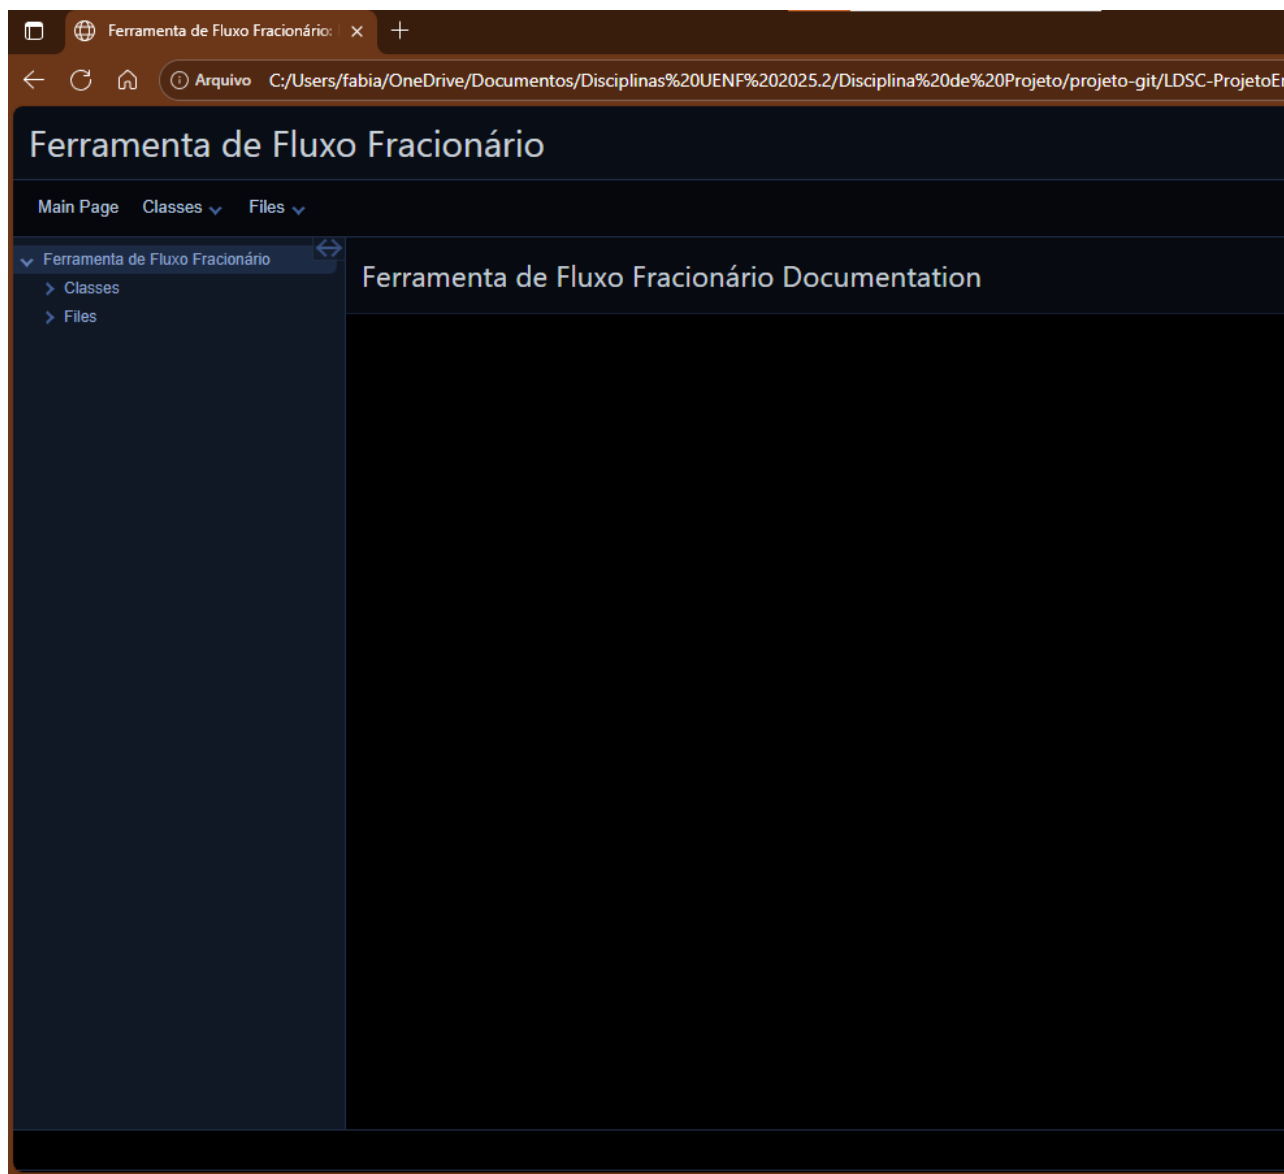 Ferramenta de Fluxo Fracionário:
Arquivo C:/Users/fabia/OneDrive/Documentos/Disciplinas%20UENF%202025.2/Disciplina%20de%20Projeto/projeto-git/LDSC-ProjetoEn
Ferramenta de Fluxo Fracionário
Main Page Classes Files
Ferramenta de Fluxo Fracionário
Classes
Files
Ferramenta de Fluxo Fracionário Documentation